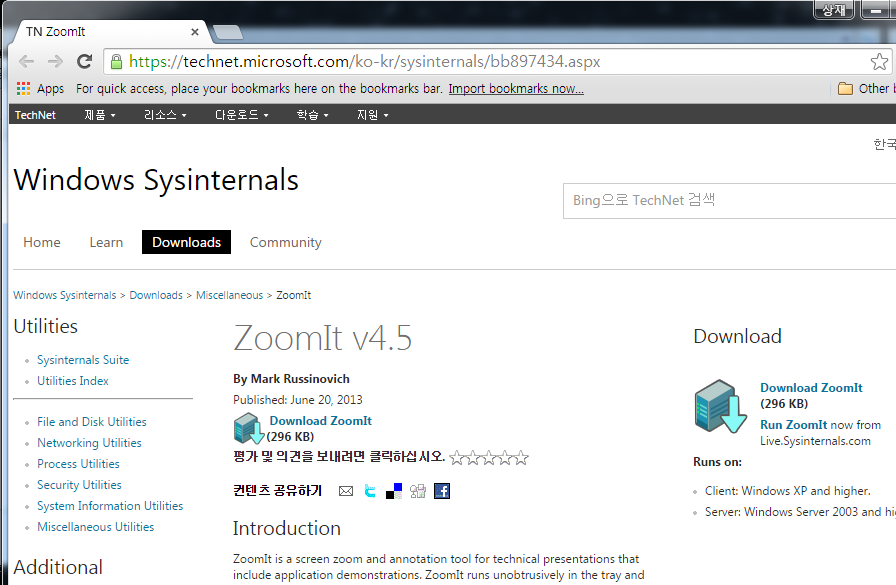 상재
TN ZoomIt
https://technet.microsoft.com/ko-kr/sysinternals/bb897434.aspx
Apps For quick access, place your bookmarks here on the bookmarks bar. Import bookmarks now... Other
TechNet 제품 리소스 다운로드 학습 지원
한국
Windows Sysinternals
Bing으로 TechNet 검색
Home Learn Downloads Community
Windows Sysinternals > Downloads > Miscellaneous > ZoomIt
Utilities
Sysinternals Suite
Utilities Index
File and Disk Utilities
Networking Utilities
Process Utilities
Security Utilities
System Information Utilities
Miscellaneous Utilities
Additional
ZoomIt v4.5
By Mark Russinovich
Published: June 20, 2013
Download ZoomIt
(296 KB)
평가 및 의견을 보내려면 클릭하십시오.
컨텐츠 공유하기
Introduction
ZoomIt is a screen zoom and annotation tool for technical presentations that
include application demonstrations. ZoomIt runs unobtrusively in the tray and
Download
Download ZoomIt
(296 KB)
Run ZoomIt now from
Live.Sysinternals.com
Runs on:
Client: Windows XP and higher.
Server: Windows Server 2003 and